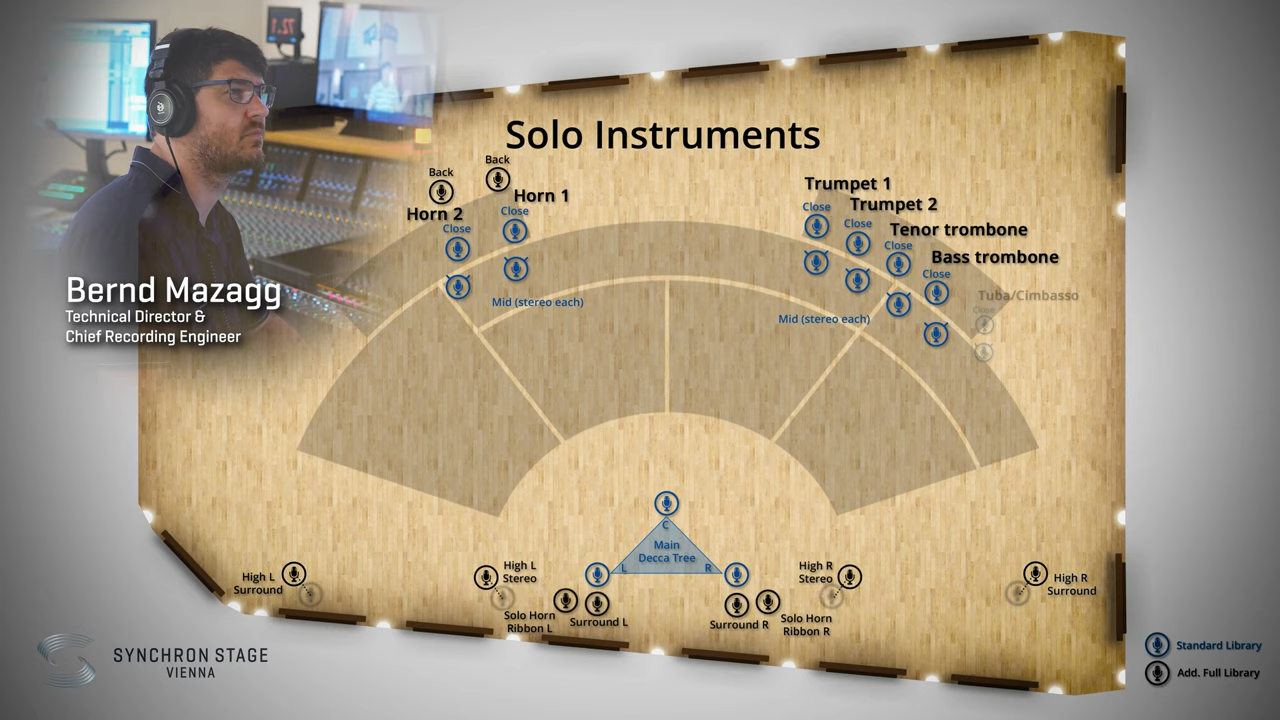 72.1
Solo Instruments
Back
Back
Horn 1
Horn 2
Close
Close
Mid (stereo each)
Trumpet 1
Close
Trumpet 2
Close
Tenor trombone
Close
Bass trombone
Close
Tuba/Cimbasso
Close
Mid (stereo each)
Bernd Mazagg
Technical Director &
Chief Recording Engineer
C
Main
Decca Tree
L
R
High L
Surround
High L
Stereo
Solo Horn
Ribbon L
Surround L
Surround R
High R
Stereo
Solo Horn
Ribbon R
High R
Surround
SYNCHRON STAGE
VIENNA
Standard Library
Add. Full Library